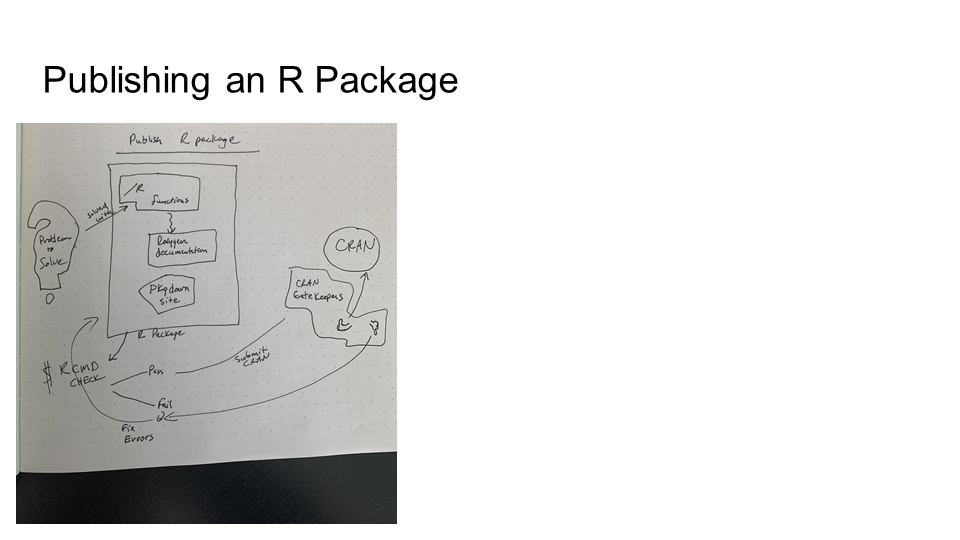 Publishing an R Package
Publish R package
/R
functions
solved
with
Problem
to
Solve
Roxygen
documentation
Pkgdown
site
R Package
CRAN
CRAN
GateKeepers
$ R CMD
CHECK
Pass
Submit
CRAN
Fail
Fix
Errors